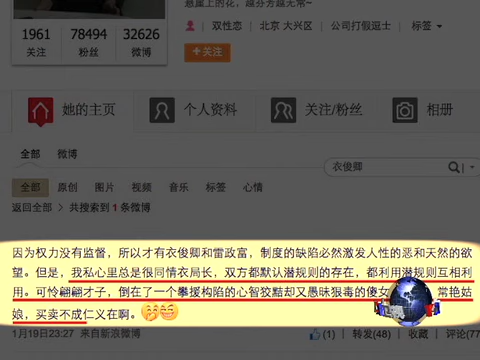 1961
78494
32626
关注
粉丝
微博
双性恋
北京 大兴区
公司打假逗士
标签
+关注
她的主页
个人资料
关注/粉丝
相册
全部
微博
衣俊卿
全部
原创
图片
视频
音乐
标签
心情
返回全部 > 共搜索到 1 条微博
因为权力没有监督，所以才有衣俊卿和雷政富，制度的缺陷必然激发人性的恶和天然的欲
望。但是，我私心里总是很同情衣局长，双方都默认潜规则的存在，都利用潜规则互相利
用。可怜翩翩才子，倒在了一个攀援构陷的心智狡黠却又愚昧狠毒的傻女 常艳姑
娘，买卖不成仁义在啊。
1月19日23:27 来自新浪微博
(1)
转发(48)
收藏
评论(77